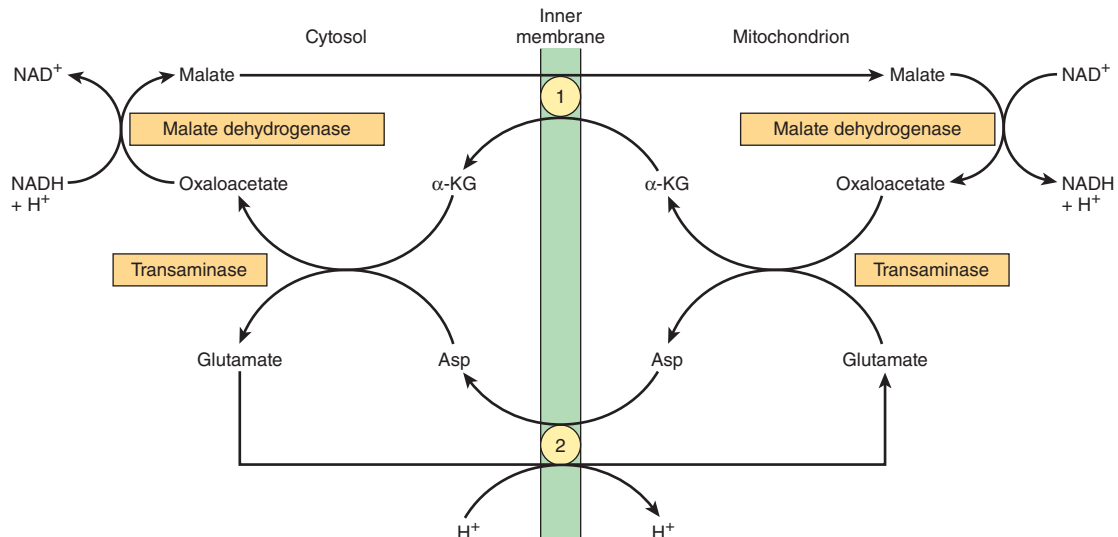 Inner
membrane
Cytosol
Mitochondrion
NAD⁺
Malate
Malate
NAD⁺
1
Malate dehydrogenase
Malate dehydrogenase
NADH
+ H⁺
Oxaloacetate
α-KG
α-KG
Oxaloacetate
NADH
+ H⁺
Transaminase
Transaminase
Glutamate
Asp
Asp
Glutamate
2
H⁺
H⁺